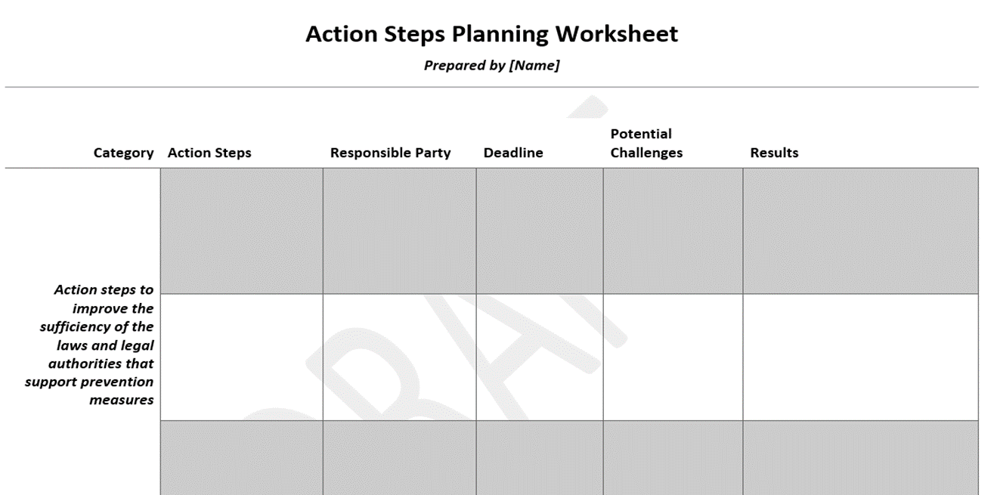 Action Steps Planning Worksheet
Prepared by [Name]
Category Action Steps Responsible Party Deadline Potential Challenges Results
Action steps to
improve the
sufficiency of the
laws and legal
authorities that
support prevention
measures